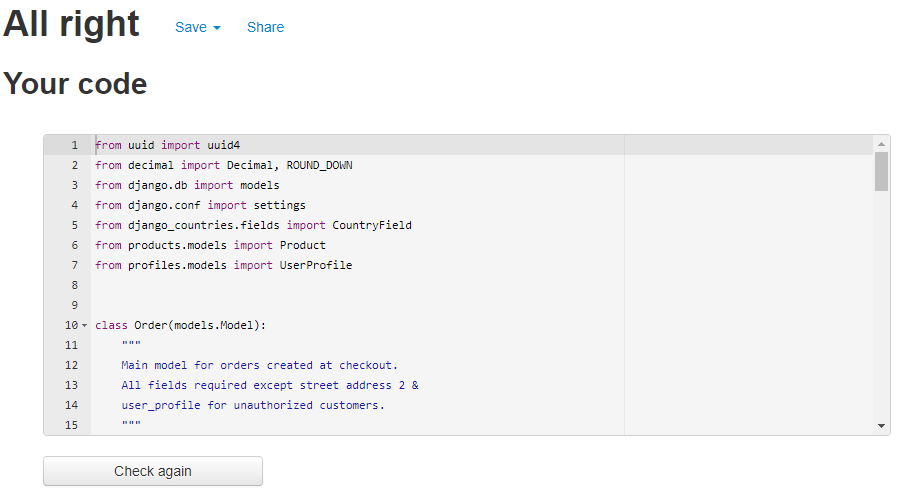 All right Save Share
Your code
1 from uuid import uuid4
2 from decimal import Decimal, ROUND_DOWN
3 from django.db import models
4 from django.conf import settings
5 from django_countries.fields import CountryField
6 from products.models import Product
7 from profiles.models import UserProfile
8
9
10 class Order(models.Model):
11 """
12 Main model for orders created at checkout.
13 All fields required except street address 2 &
14 user_profile for unauthorized customers.
15 """
Check again